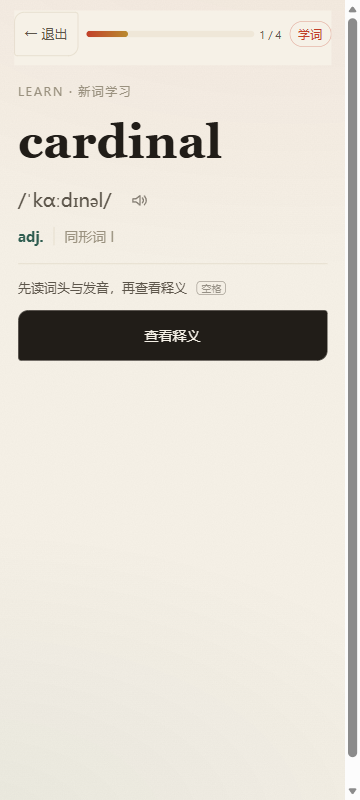 ← 退出
1 / 4
学词
LEARN · 新词学习
cardinal
/ˈkɑːdɪnəl/
adj. 同形词 I
先读词头与发音，再查看释义 空格
查看释义